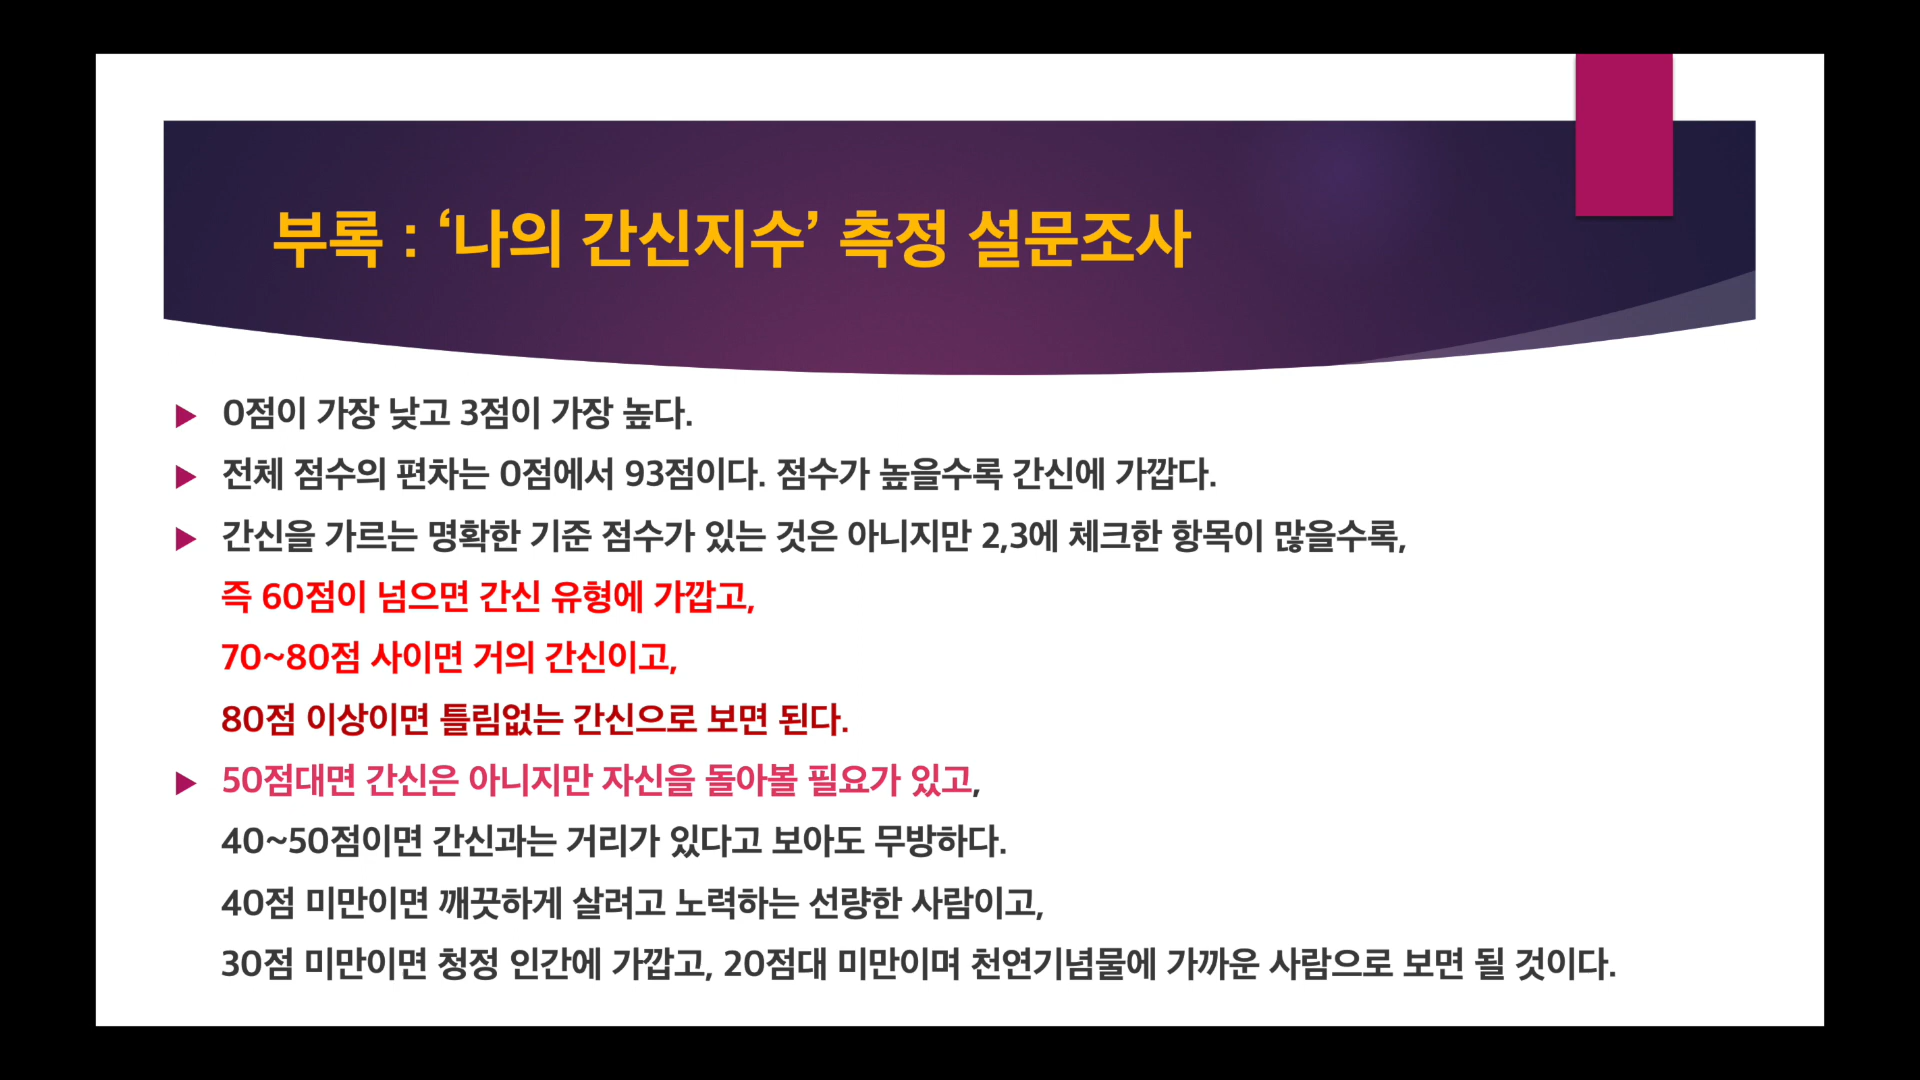 부록 : ‘나의 간신지수’ 측정 설문조사
0점이 가장 낮고 3점이 가장 높다.
전체 점수의 편차는 0점에서 93점이다. 점수가 높을수록 간신에 가깝다.
간신을 가르는 명확한 기준 점수가 있는 것은 아니지만 2,3에 체크한 항목이 많을수록,
즉 60점이 넘으면 간신 유형에 가깝고,
70~80점 사이면 거의 간신이고,
80점 이상이면 틀림없는 간신으로 보면 된다.
50점대면 간신은 아니지만 자신을 돌아볼 필요가 있고,
40~50점이면 간신과는 거리가 있다고 보아도 무방하다.
40점 미만이면 깨끗하게 살려고 노력하는 선량한 사람이고,
30점 미만이면 청정 인간에 가깝고, 20점대 미만이며 천연기념물에 가까운 사람으로 보면 될 것이다.